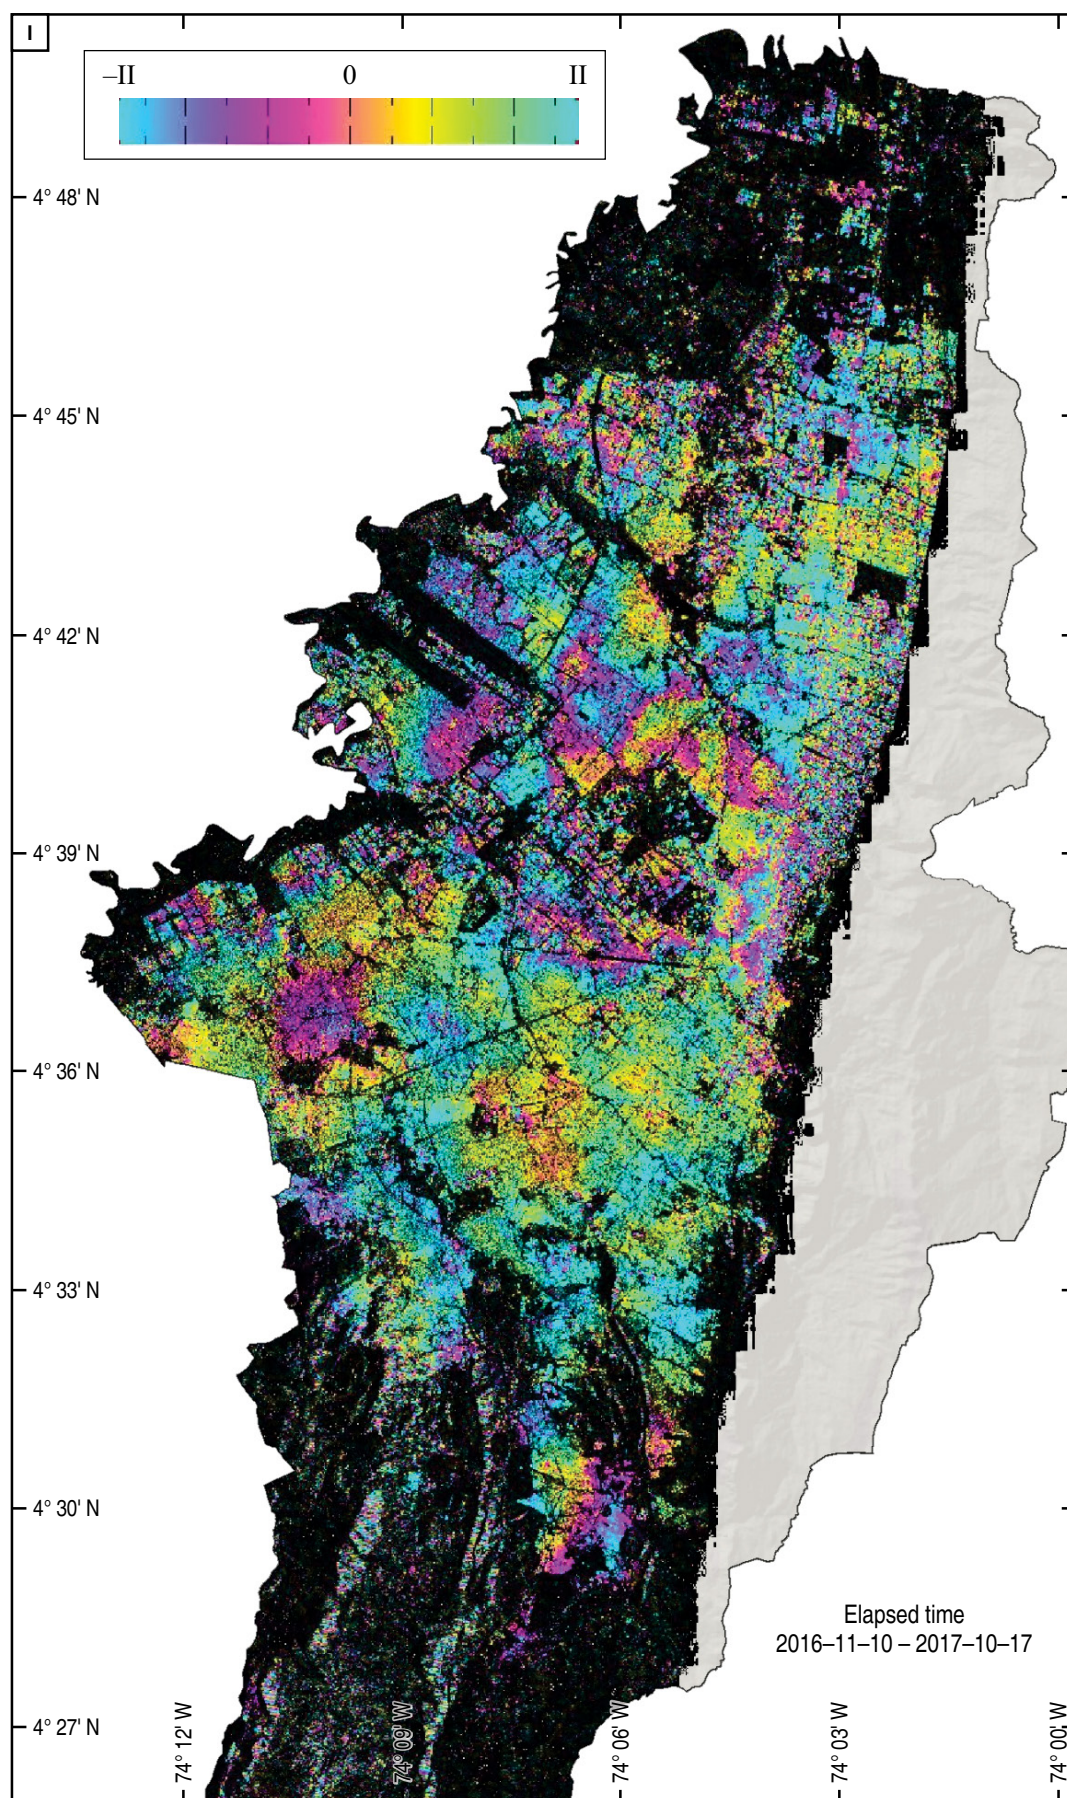 I
–II 0 II
4° 48' N
4° 45' N
4° 42' N
4° 39' N
4° 36' N
4° 33' N
4° 30' N
4° 27' N
Elapsed time
2016–11–10 – 2017–10–17
74° 12' W
74° 09' W
74° 06' W
74° 03' W
74° 00' W